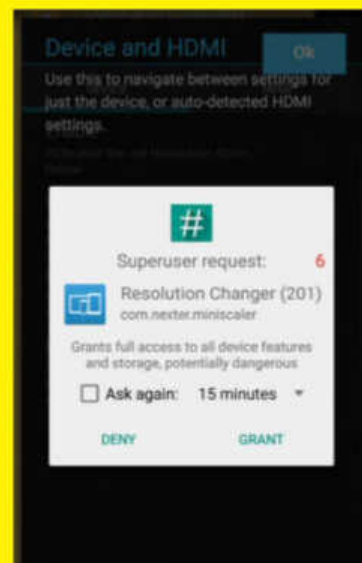 Device and HDMI
Ok
Use this to navigate between settings for
just the device, or auto-detected HDMI
settings.
#
Superuser request: 6
Resolution Changer (201)
com.nexter.miniscaler
Grants full access to all device features
and storage, potentially dangerous
Ask again: 15 minutes
DENY GRANT